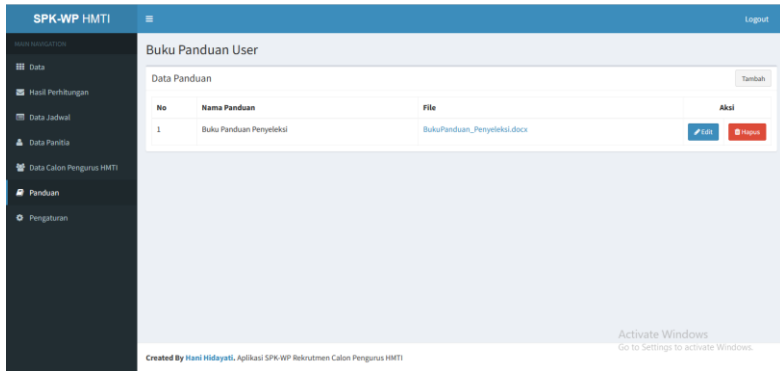 SPK-WP HMTI
Logout
MAIN NAVIGATION
Data
Hasil Perhitungan
Data Jadwal
Data Panitia
Data Calon Pengurus HMTI
Panduan
Pengaturan
Buku Panduan User
Data Panduan
Tambah
No Nama Panduan File Aksi
1 Buku Panduan Penyeleksi BukuPanduan_Penyeleksi.docx Edit Hapus
Activate Windows
Go to Settings to activate Windows.
Created By Hani Hidayati. Aplikasi SPK-WP Rekrutmen Calon Pengurus HMTI